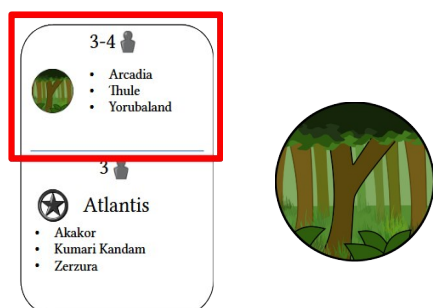 3-4
• Arcadia
• Thule
• Yorubaland
3
Atlantis
• Akakor
• Kumari Kandam
• Zerzura